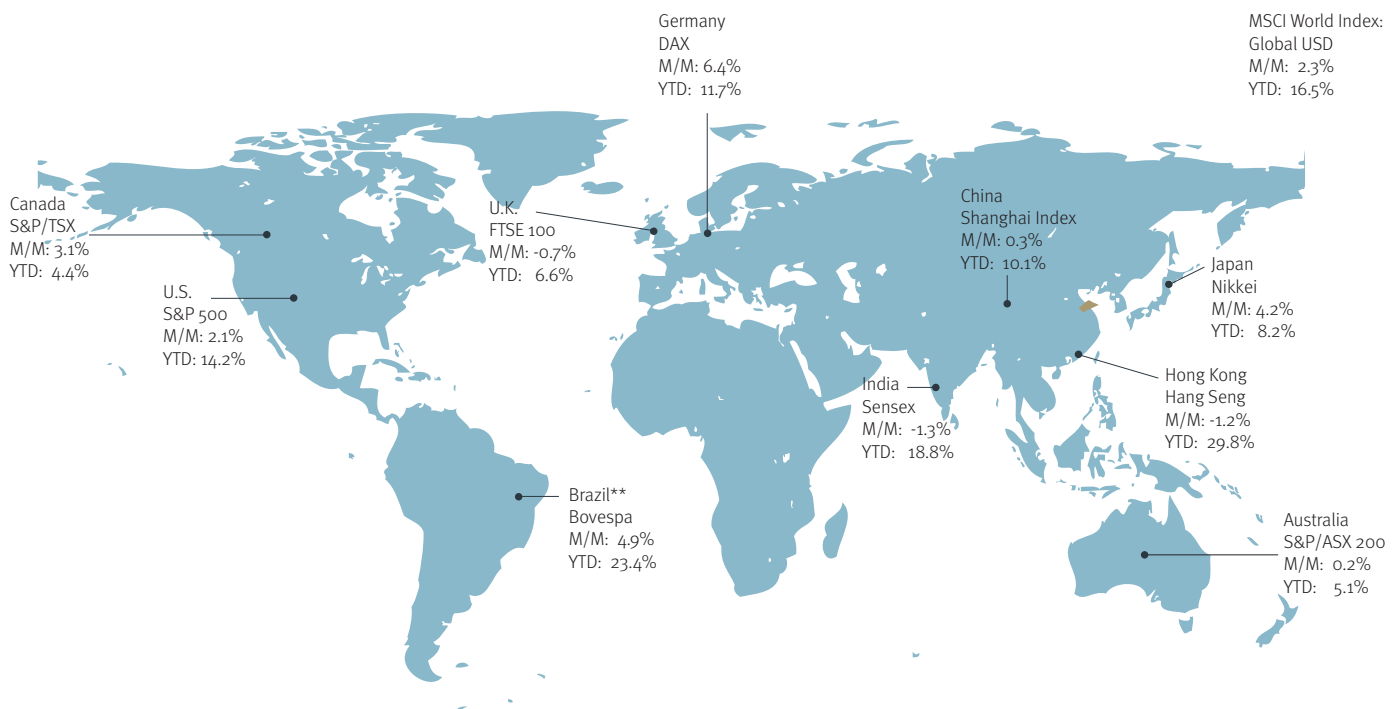 Germany
DAX
M/M: 6.4%
YTD: 11.7%
MSCI World Index:
Global USD
M/M: 2.3%
YTD: 16.5%
Canada
S&P/TSX
M/M: 3.1%
YTD: 4.4%
U.K.
FTSE 100
M/M: -0.7%
YTD: 6.6%
China
Shanghai Index
M/M: 0.3%
YTD: 10.1%
Japan
Nikkei
M/M: 4.2%
YTD: 8.2%
U.S.
S&P 500
M/M: 2.1%
YTD: 14.2%
India
Sensex
M/M: -1.3%
YTD: 18.8%
Hong Kong
Hang Seng
M/M: -1.2%
YTD: 29.8%
Brazil**
Bovespa
M/M: 4.9%
YTD: 23.4%
Australia
S&P/ASX 200
M/M: 0.2%
YTD: 5.1%